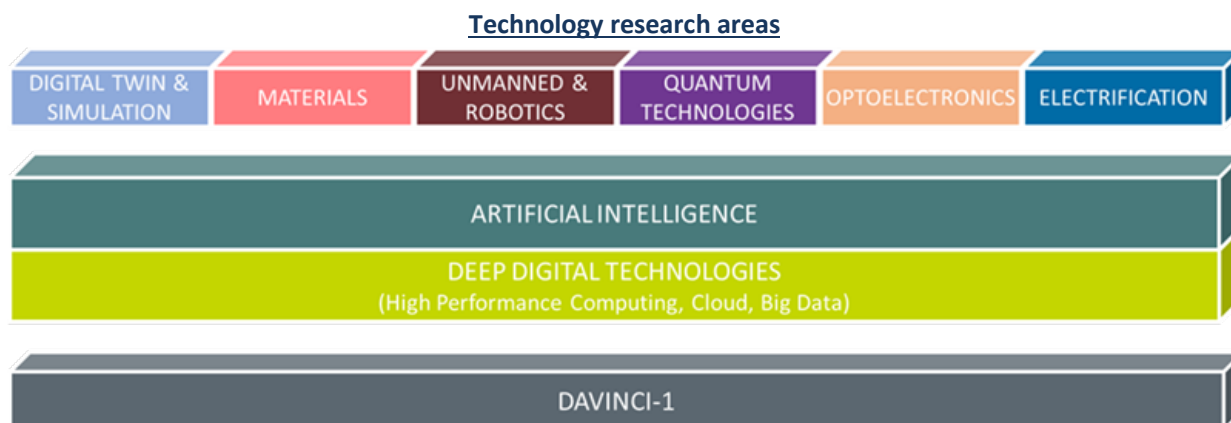 Technology research areas
DIGITAL TWIN &
SIMULATION
MATERIALS
UNMANNED &
ROBOTICS
QUANTUM
TECHNOLOGIES
OPTOELECTRONICS
ELECTRIFICATION
ARTIFICIAL INTELLIGENCE
DEEP DIGITAL TECHNOLOGIES
(High Performance Computing, Cloud, Big Data)
DAVINCI-1